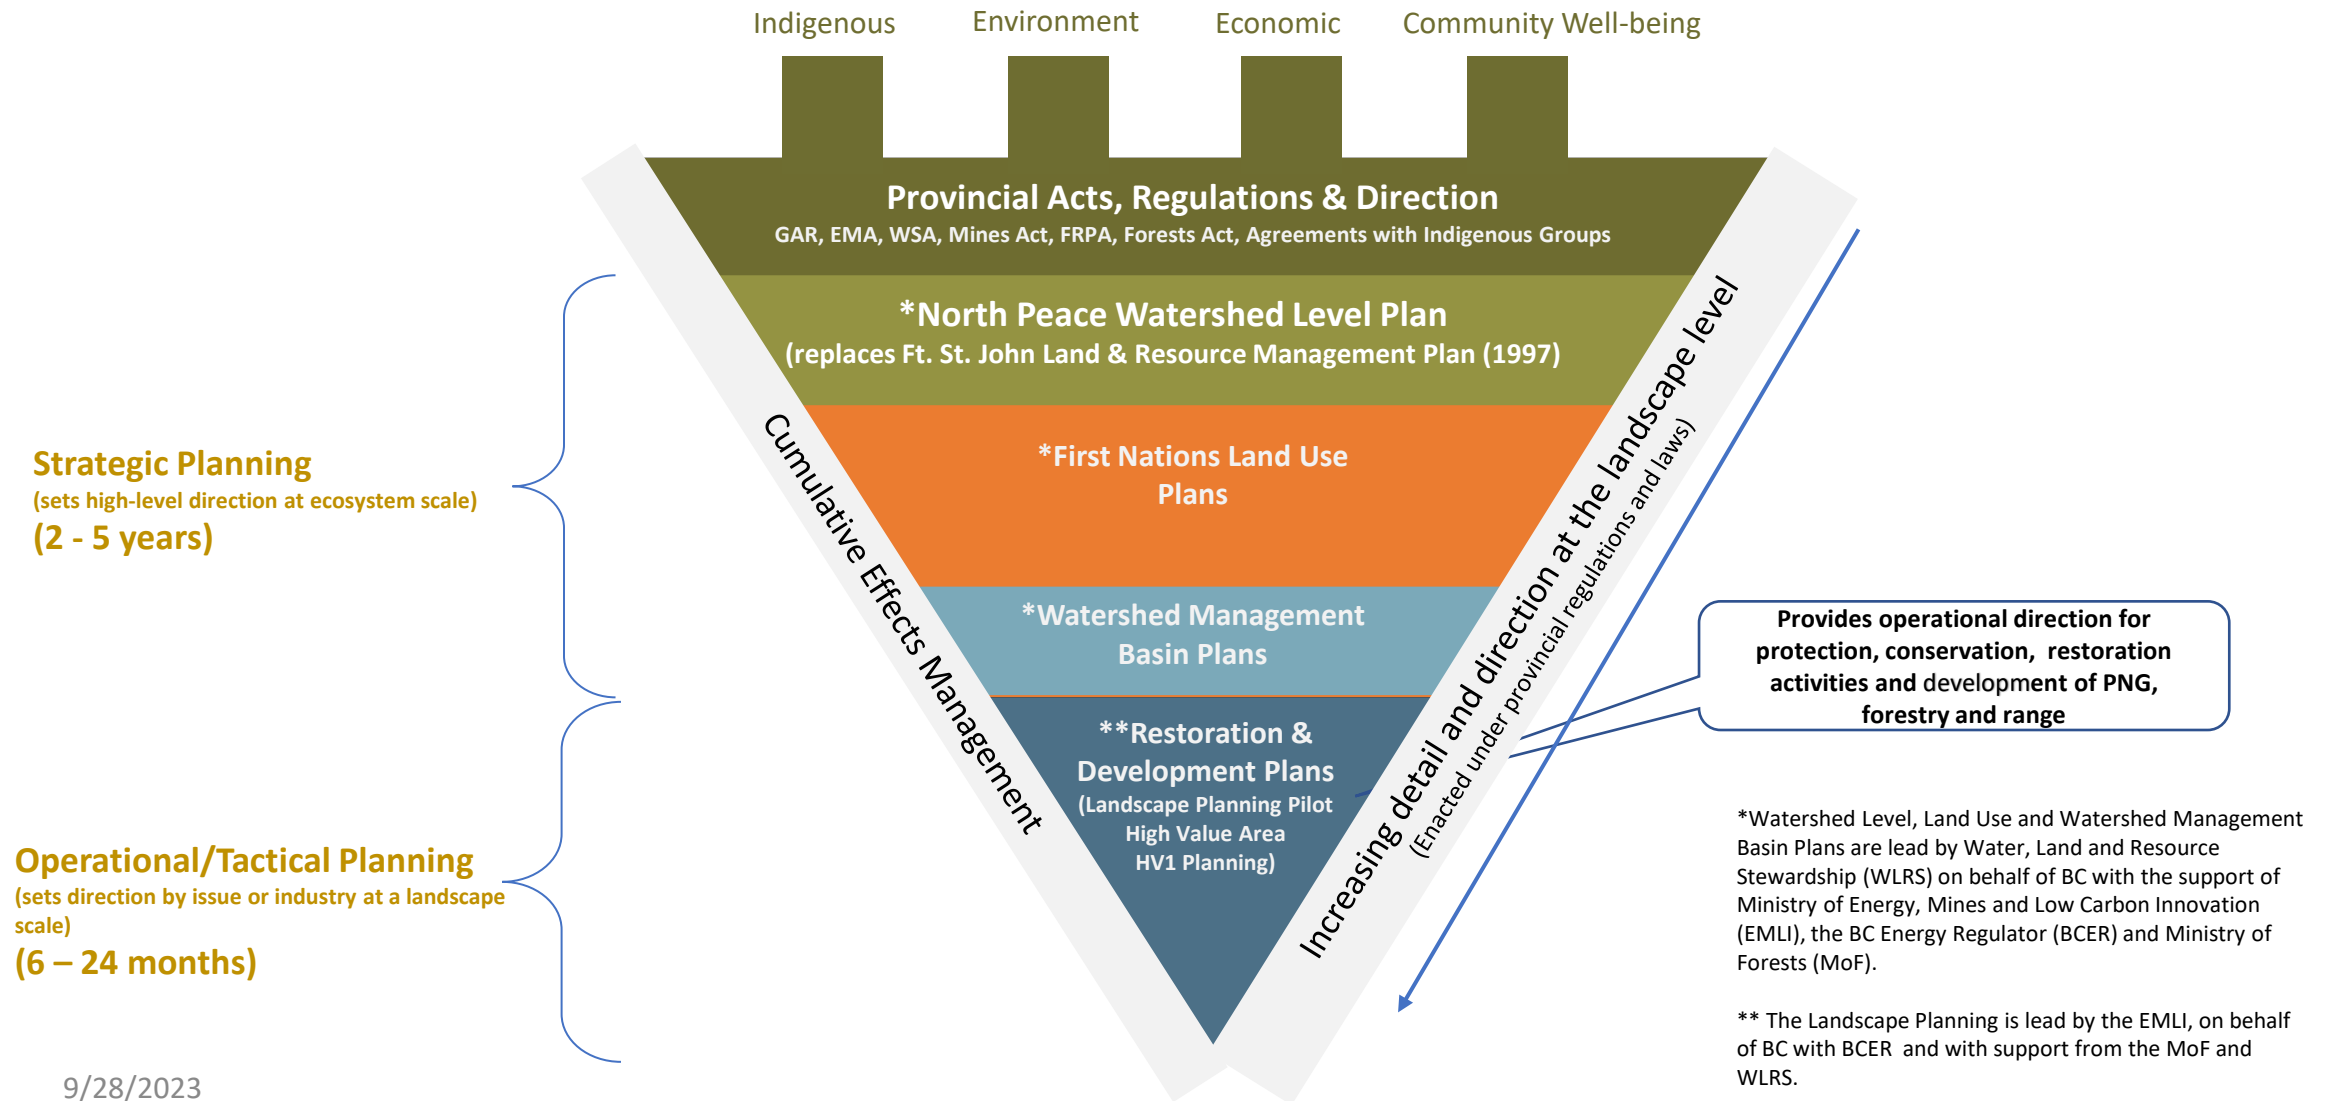 Indigenous
Environment
Economic
Community Well-being
Provincial Acts, Regulations & Direction
GAR, EMA, WSA, Mines Act, FRPA, Forests Act, Agreements with Indigenous Groups
*North Peace Watershed Level Plan
(replaces Ft. St. John Land & Resource Management Plan (1997)
*First Nations Land Use
Plans
*Watershed Management
Basin Plans
**Restoration &
Development Plans
(Landscape Planning Pilot
High Value Area
HV1 Planning)
Cumulative Effects Management
Increasing detail and direction at the landscape level
(Enacted under provincial regulations and laws)
Strategic Planning
(sets high-level direction at ecosystem scale)
(2 - 5 years)
Operational/Tactical Planning
(sets direction by issue or industry at a landscape
scale)
(6 – 24 months)
Provides operational direction for
protection, conservation, restoration
activities and development of PNG,
forestry and range
*Watershed Level, Land Use and Watershed Management
Basin Plans are lead by Water, Land and Resource
Stewardship (WLRS) on behalf of BC with the support of
Ministry of Energy, Mines and Low Carbon Innovation
(EMLI), the BC Energy Regulator (BCER) and Ministry of
Forests (MoF).
** The Landscape Planning is lead by the EMLI, on behalf
of BC with BCER and with support from the MoF and
WLRS.
9/28/2023